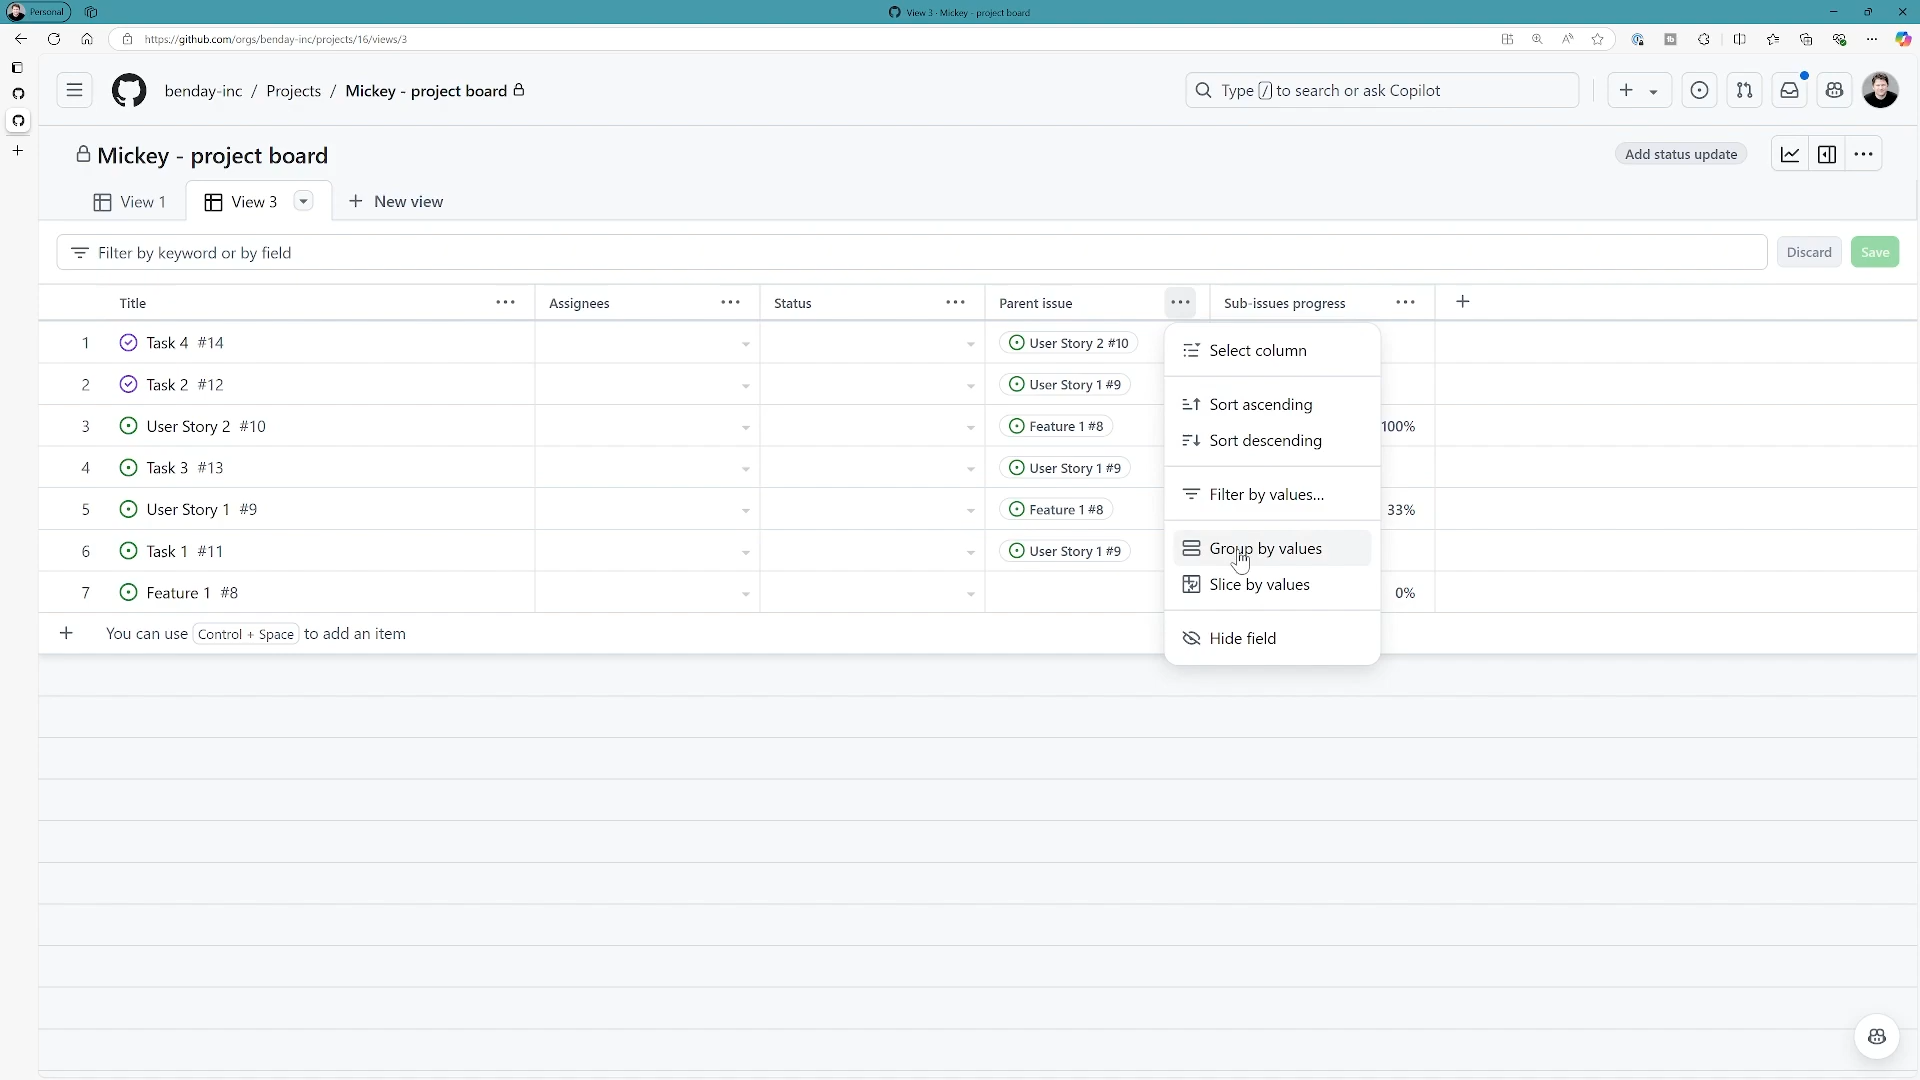 Personal
View 3 · Mickey - project board
https://github.com/orgs/benday-inc/projects/16/views/3
benday-inc / Projects / Mickey - project board
Type / to search or ask Copilot
Mickey - project board
Add status update
View 1
View 3
New view
Filter by keyword or by field
Discard
Save
Title
Assignees
Status
Parent issue
Sub-issues progress
1 Task 4 #14 User Story 2 #10
2 Task 2 #12 User Story 1 #9
3 User Story 2 #10 Feature 1 #8 100%
4 Task 3 #13 User Story 1 #9
5 User Story 1 #9 Feature 1 #8 33%
6 Task 1 #11 User Story 1 #9
7 Feature 1 #8 0%
You can use Control + Space to add an item
Select column
Sort ascending
Sort descending
Filter by values...
Group by values
Slice by values
Hide field